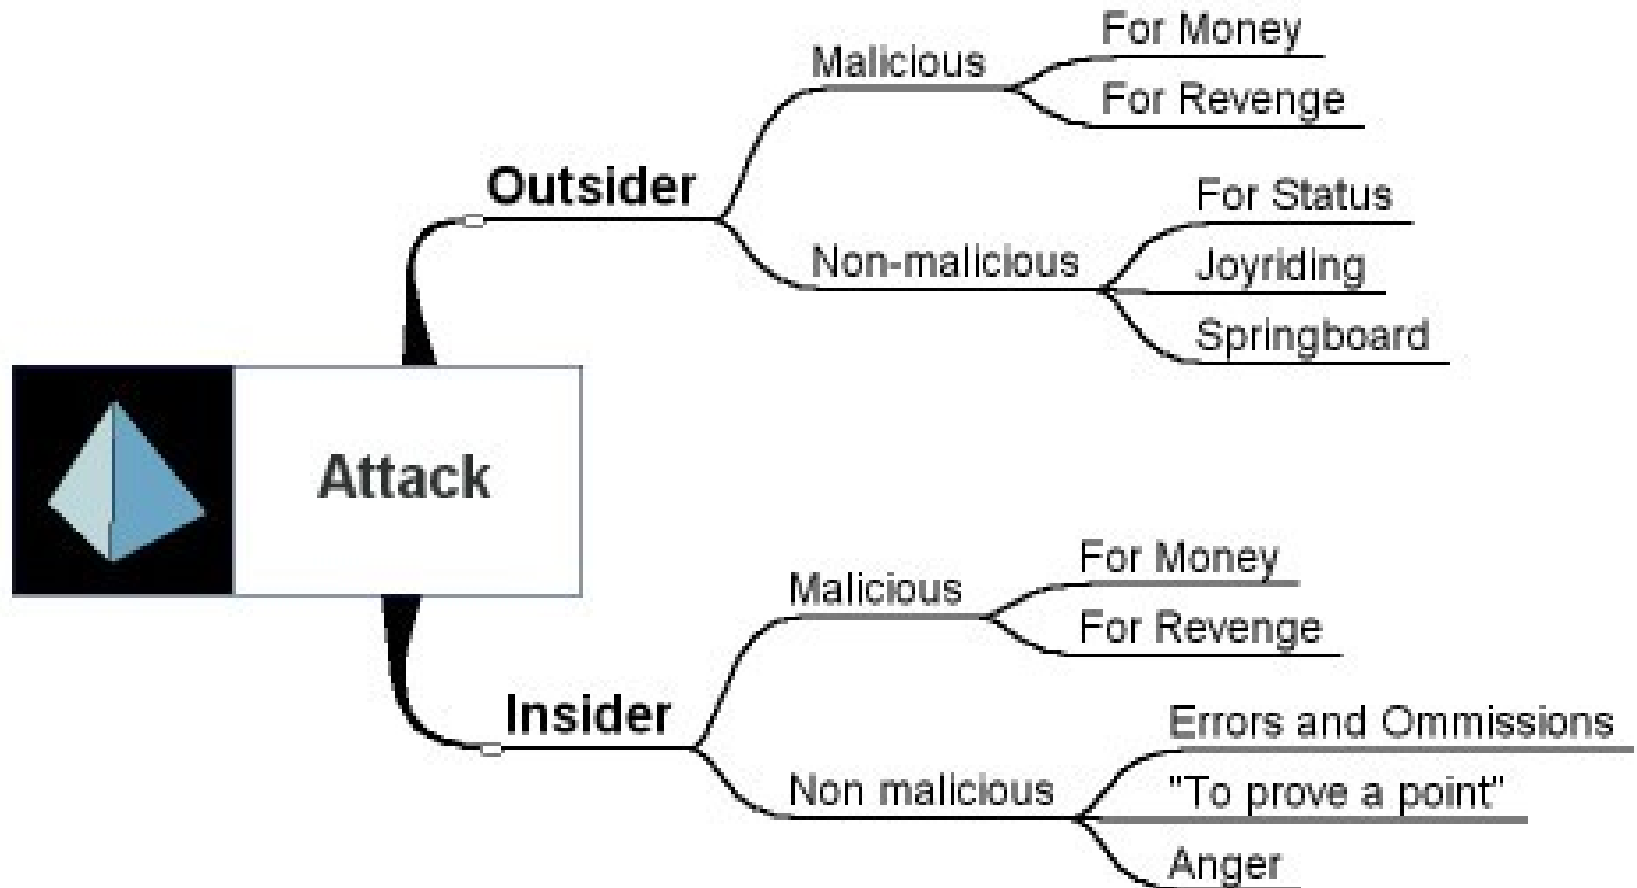 For Money
Malicious
For Revenge
Outsider
For Status
Non-malicious
Joyriding
Springboard
Attack
For Money
Malicious
For Revenge
Insider
Errors and Ommissions
Non malicious
"To prove a point"
Anger